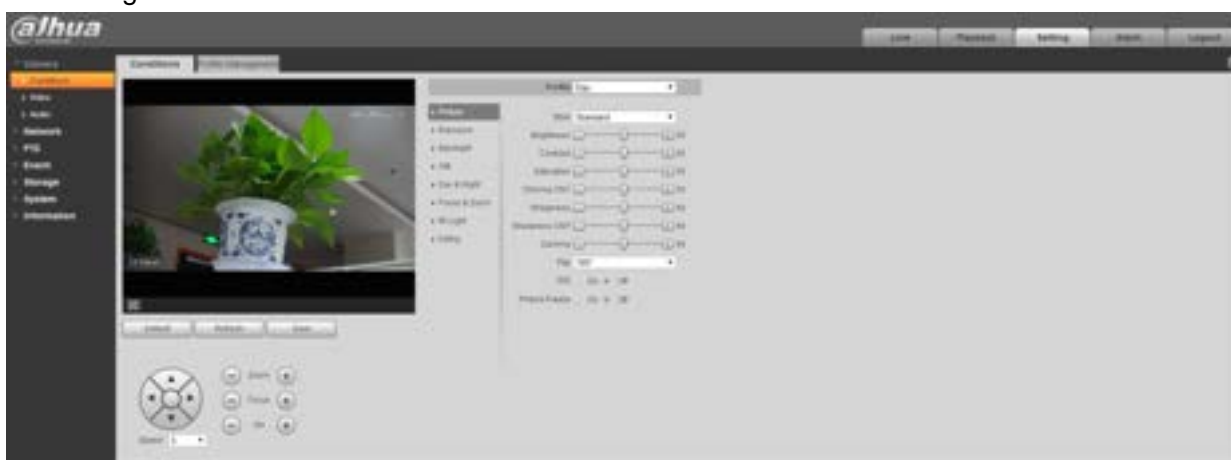 alhua
Live
Playback
Setting
Alarm
Logout
Camera
Conditions
Video
Audio
Network
PTZ
Event
Storage
System
Information
Conditions
Profile Management
Profile Day
Picture
Exposure
Backlight
WB
Day & Night
Focus & Zoom
IR Light
Defog
Style Standard
Brightness
Contrast
Saturation
Chroma CNT
Sharpness
Sharpness CNT
Gamma
Flip
Picture Freeze
Default
Refresh
Save
Zoom
Focus
Iris
Speed